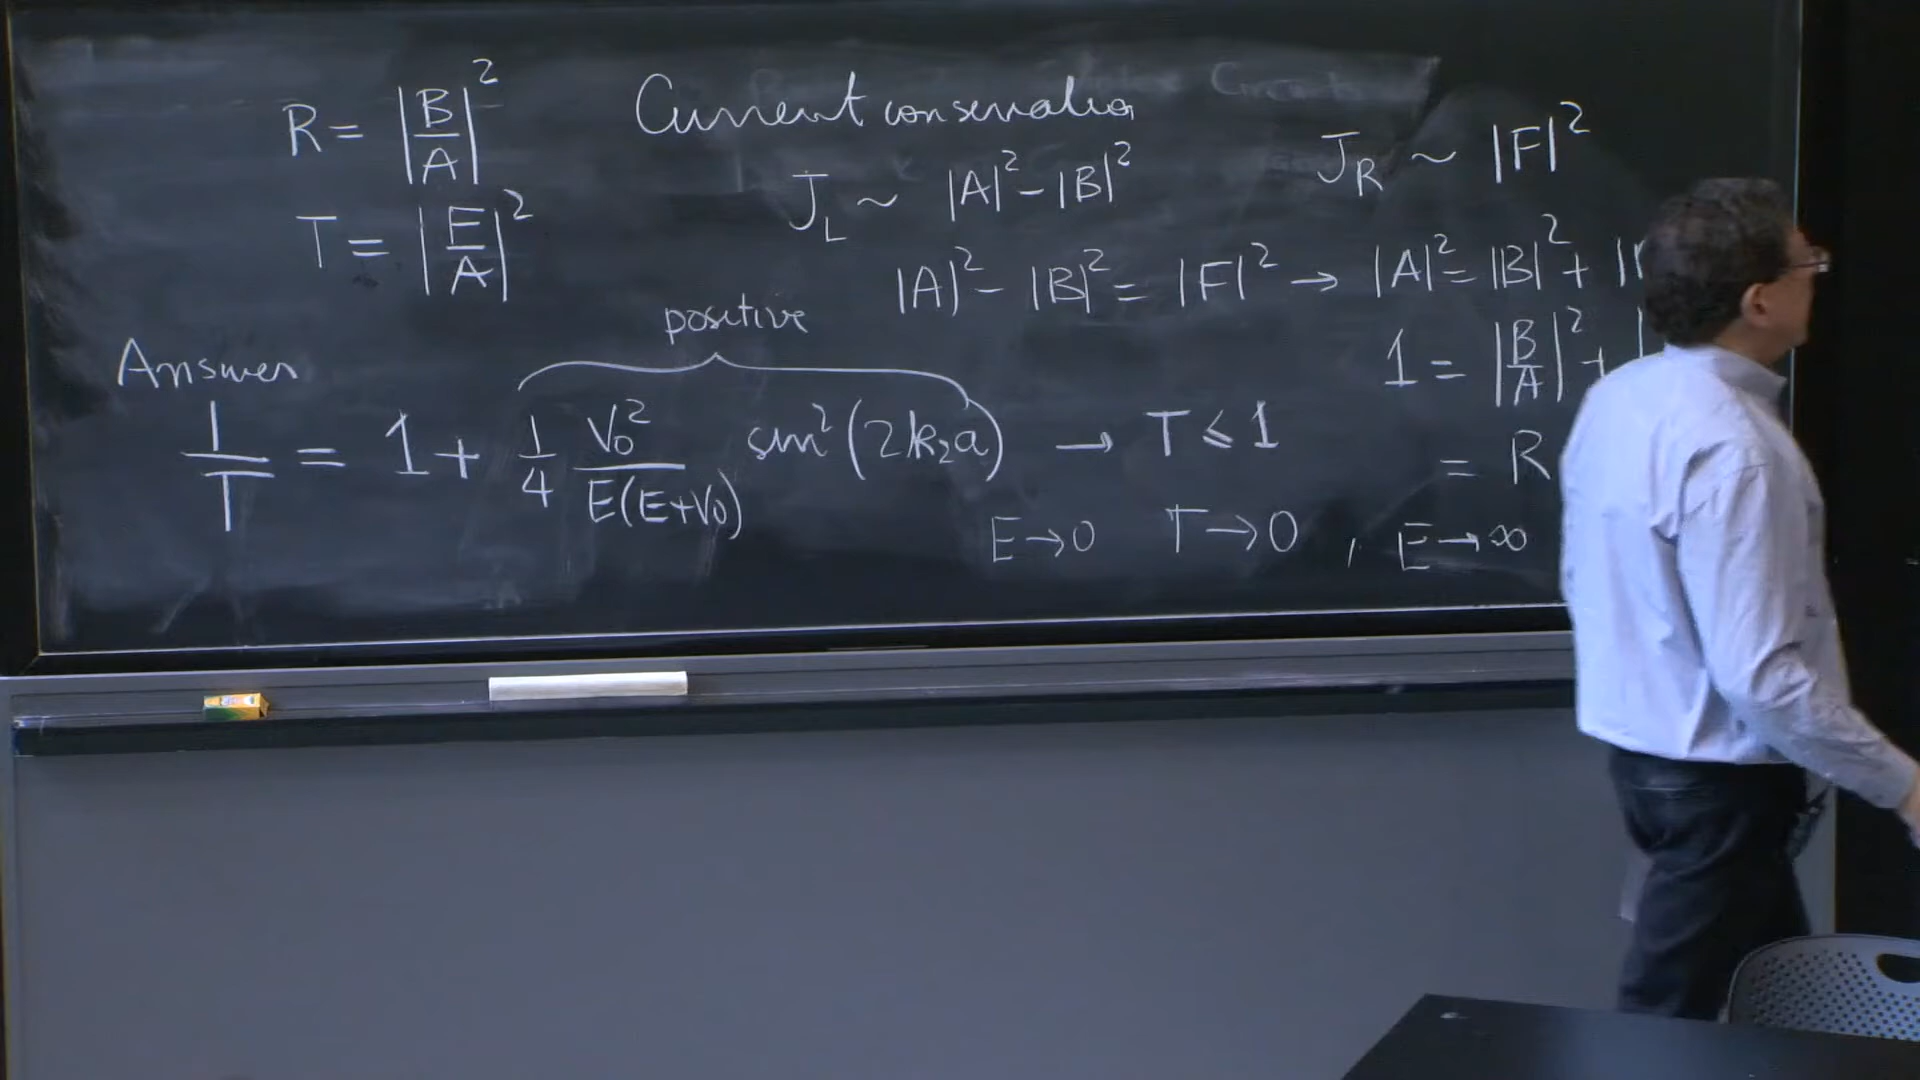 R = |B/A|²
T = |F/A|²
Current conservation
J_L ~ |A|² - |B|²
J_R ~ |F|²
|A|² - |B|² = |F|² → |A|² = |B|² + |
1 = |B/A|² + |
= R
positive
Answer
1/T = 1 + 1/4 V₀²/E(E+V₀) sin²(2k₂a) → T ≤ 1
E→0 T→0 , E→∞